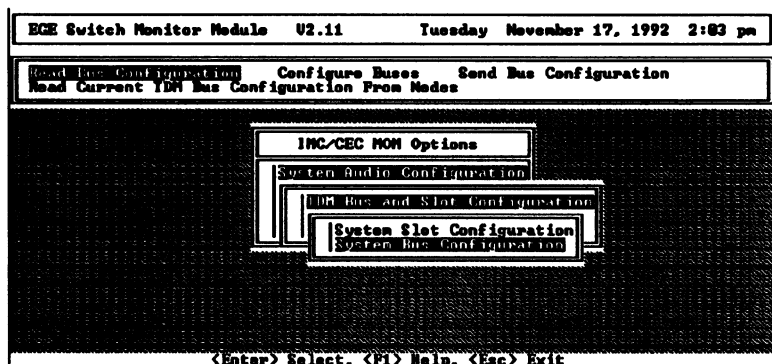 EGE Switch Monitor Module V2.11 Tuesday November 17, 1992 2:03 pm
Read Bus Configuration Configure Buses Send Bus Configuration
Read Current TDM Bus Configuration From Nodes
IMC/CEC MOM Options
System Audio Configuration
TDM Bus and Slot Configuration
System Slot Configuration
System Bus Configuration
<Enter> Select, <F1> Help, <Esc> Exit